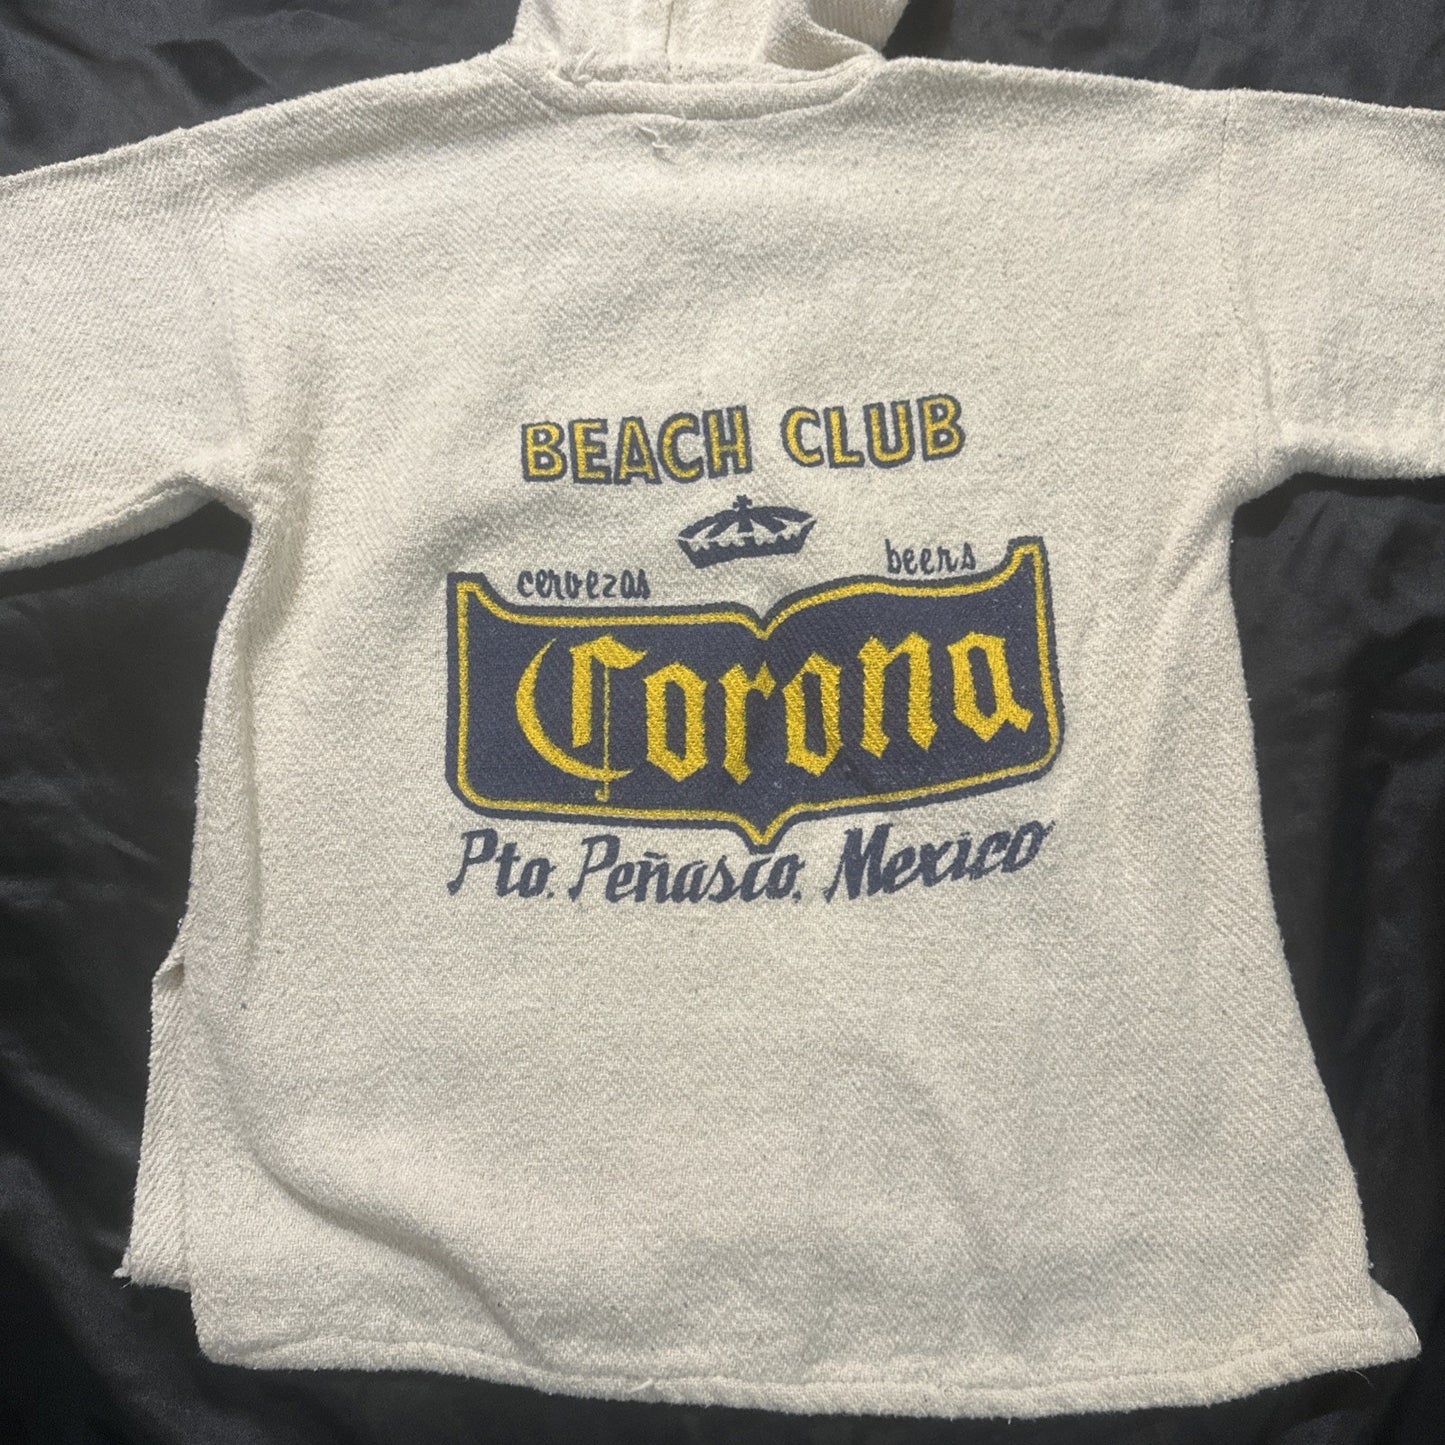 BEACH CLUB
cervezas beers
Corona
Pto. Peñasco, Mexico